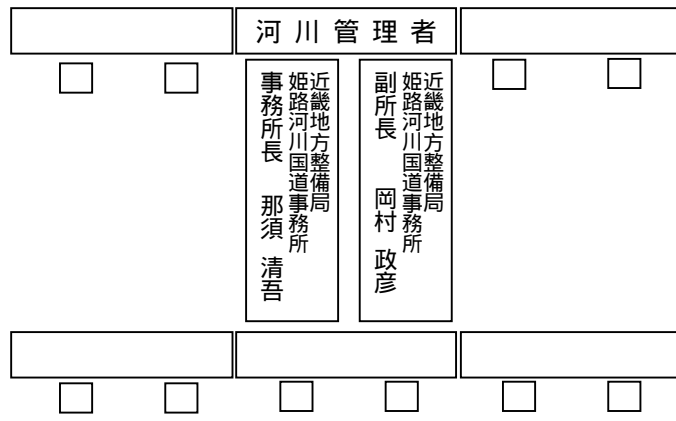 河川管理者
近畿地方整備局
姫路河川国道事務所
副所長 岡村 政彦
近畿地方整備局
姫路河川国道事務所
事務所長 那須 清吾